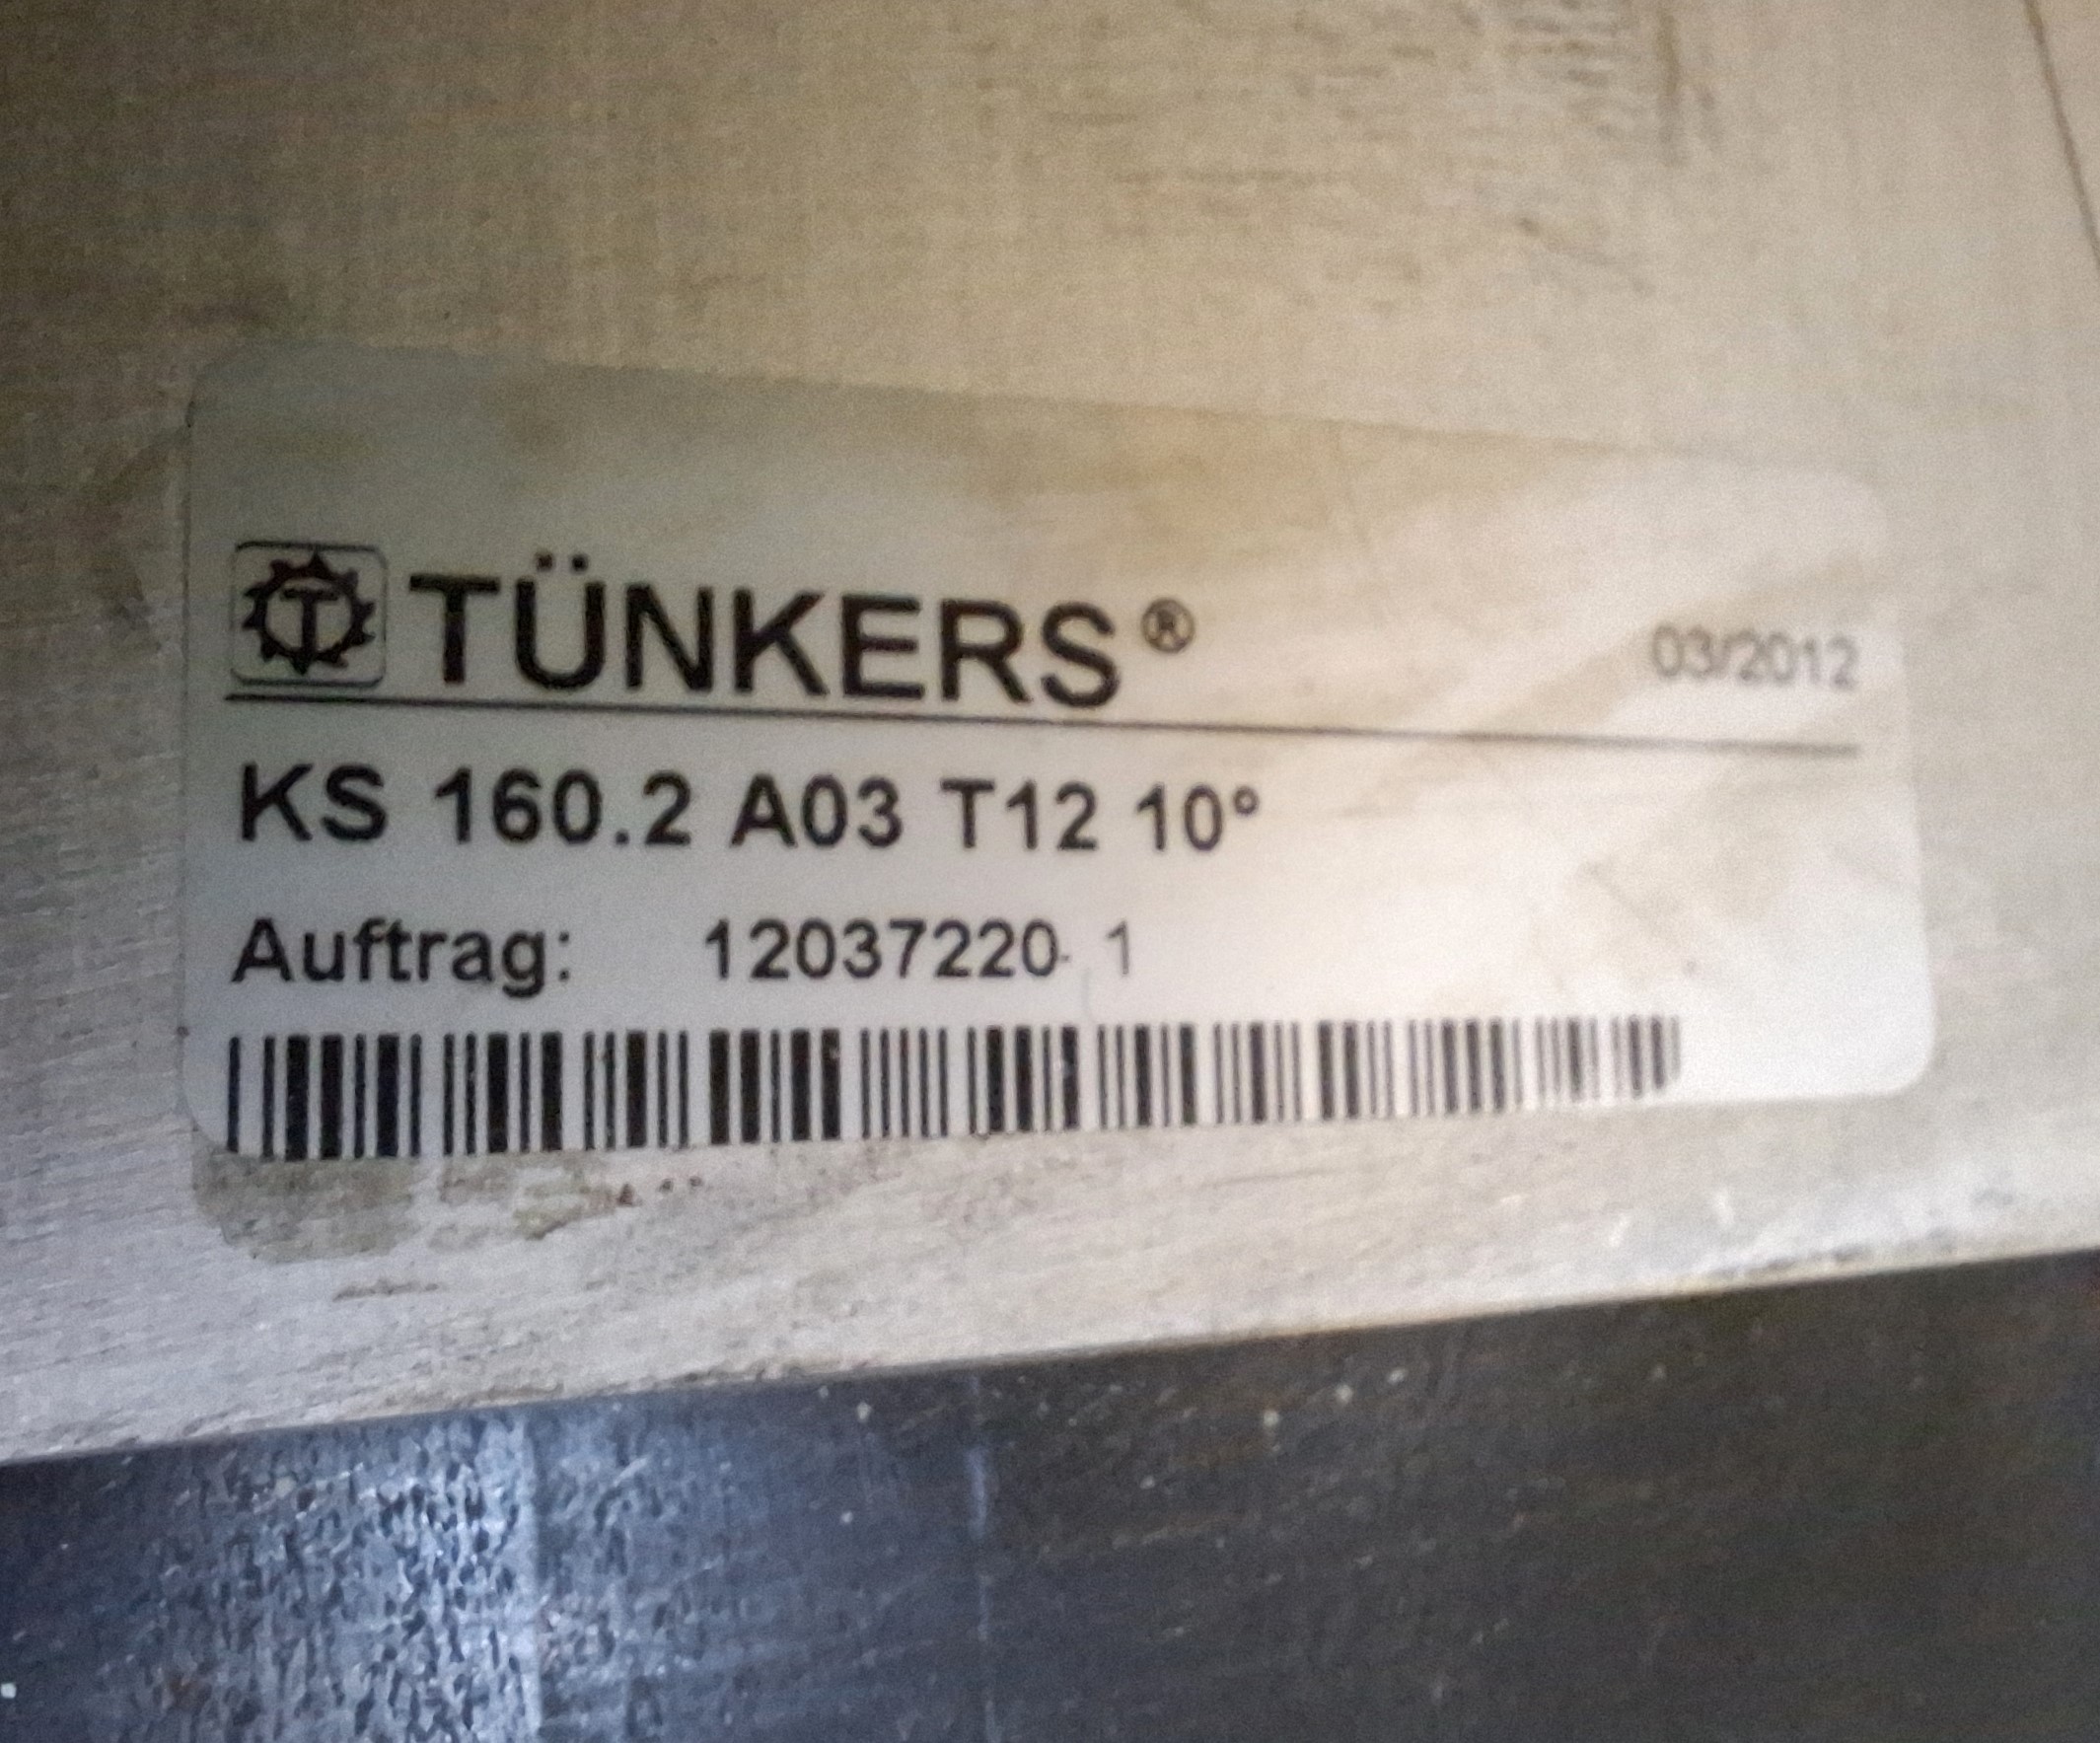 TÜNKERS® 03/2012
KS 160.2 A03 T12 10°
Auftrag: 12037220- 1